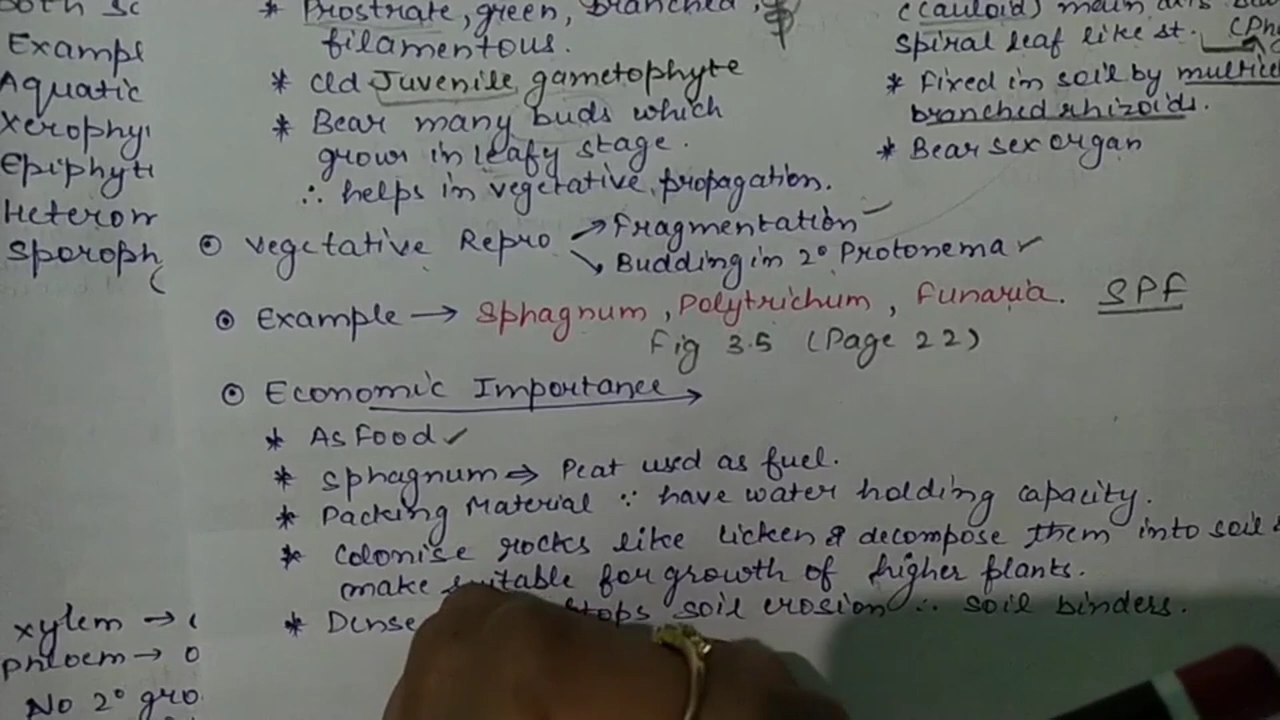 * Prostrate, green, branched,
filamentous.
* cld Juvenile gametophyte
* Bear many buds which
grows in leafy stage.
∴ helps in vegetative propagation.
(cauloid) main axis
Spiral leaf like st.
* Fixed in soil by
branched rhizoids.
* Bear sex organ
Exampl
Aquatic
Xerophy
Epiphyt
Heterom
Sporoph
⊙ Vegetative Repro → Fragmentation
↘ Budding in 2° Protonema ✓
⊙ Example → Sphagnum, Polytrichum, Funaria. SPF
Fig 3.5 (Page 22)
⊙ Economic Importance →
* As Food ✓
* Sphagnum ⇒ Peat used as fuel.
* Packing Material ∵ have water holding capacity.
* Colonise rocks like licken & decompose them into soil &
make suitable for growth of higher plants.
* Dense stops soil erosion ∴ soil binders.
xylem →
phloem →
No 2° gro